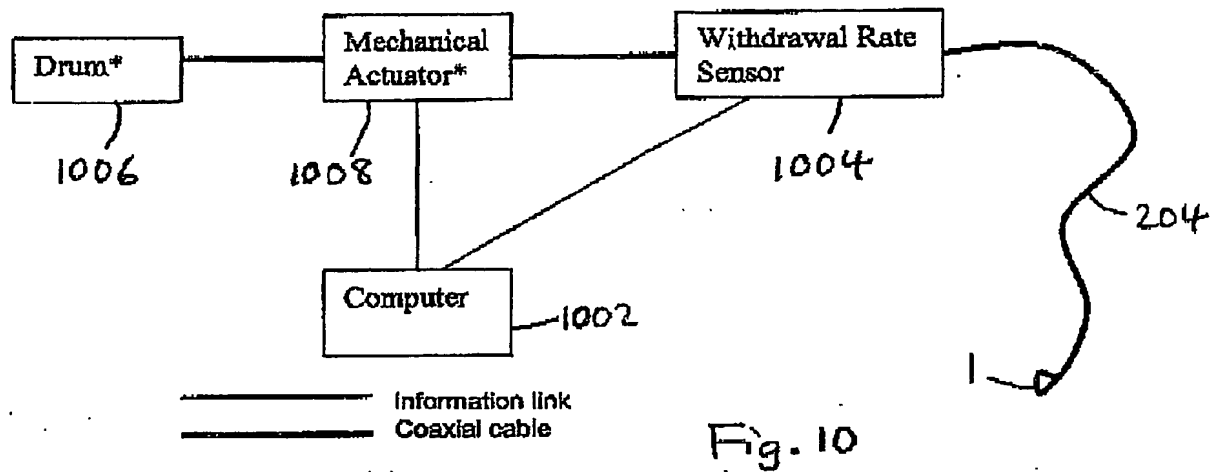 Drum*
Mechanical
Actuator*
Withdrawal Rate
Sensor
1006
1008
1004
204
Computer
1002
1
Information link
Coaxial cable
Fig. 10